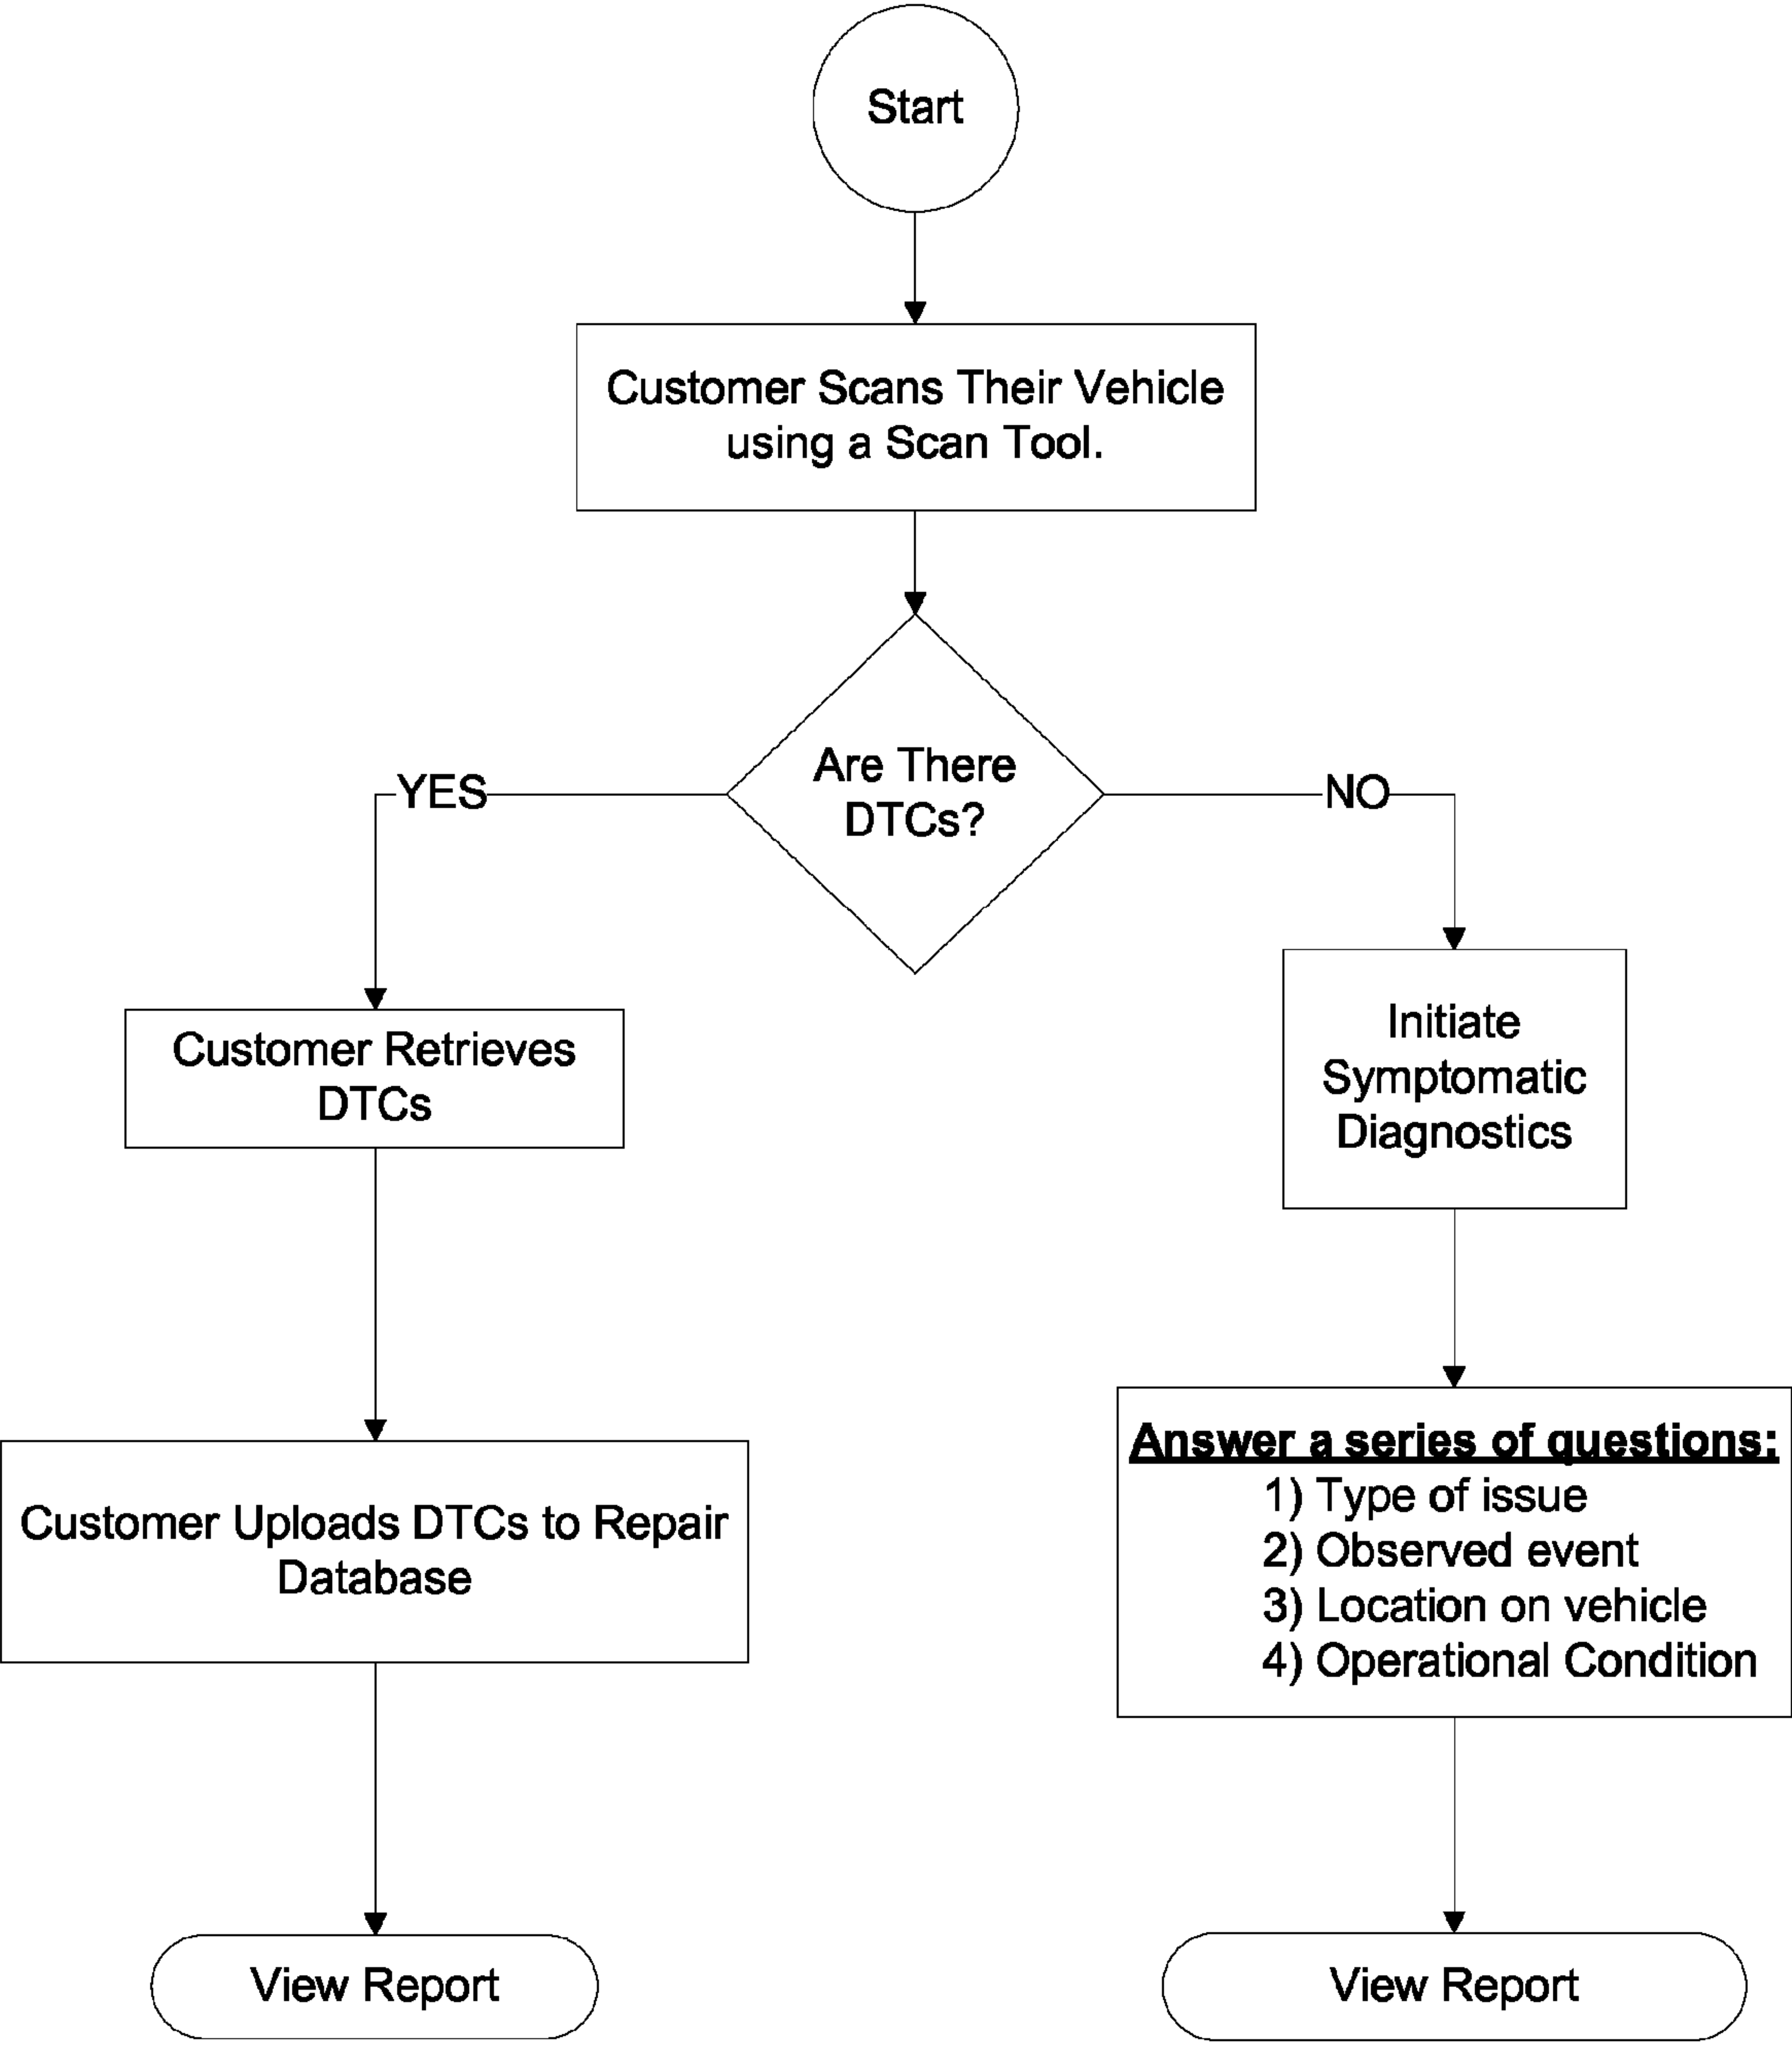 Start
Customer Scans Their Vehicle
using a Scan Tool.
Are There
DTCs?
YES
NO
Customer Retrieves
DTCs
Initiate
Symptomatic
Diagnostics
Customer Uploads DTCs to Repair
Database
Answer a series of questions:
1) Type of issue
2) Observed event
3) Location on vehicle
4) Operational Condition
View Report
View Report